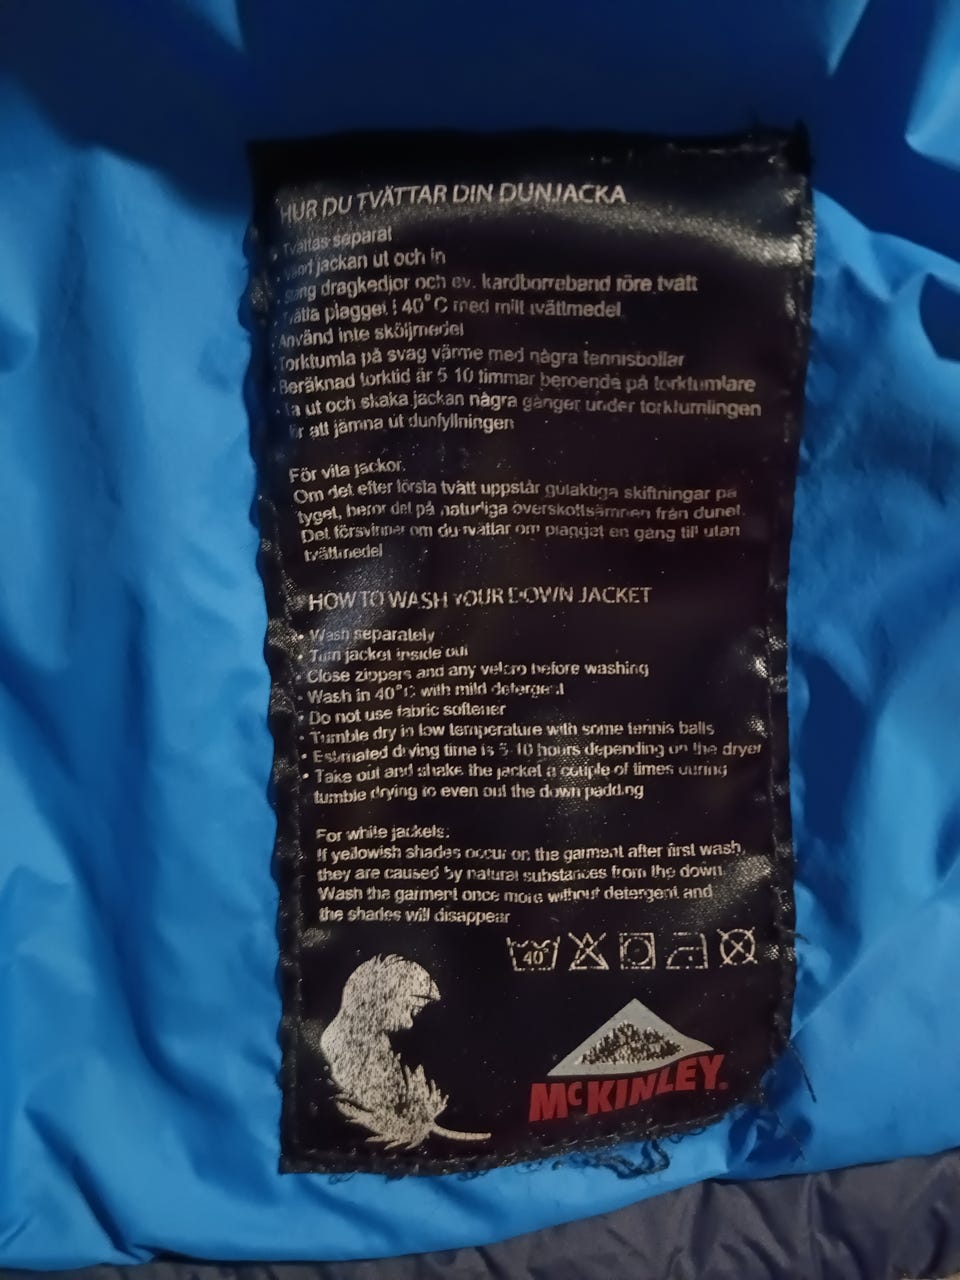 HUR DU TVÄTTAR DIN DUNJACKA
• Tvättas separat
• Vänd jackan ut och in
• Stäng dragkedjor och ev. kardborreband före tvätt
• Tvätta plagget i 40°C med milt tvättmedel
• Använd inte sköljmedel
• Torktumla på svag värme med några tennisbollar
• Beräknad torktid är 5-10 timmar beroende på torktumlare
• Ta ut och skaka jackan några gånger under torktumlingen
för att jämna ut dunfyllningen
För vita jackor.
Om det efter första tvätt uppstår gulaktiga skiftningar på
tyget, beror det på naturliga överskottsämnen från dunet.
Det försvinner om du tvättar om plagget en gång till utan
tvättmedel
HOW TO WASH YOUR DOWN JACKET
• Wash separately
• Turn jacket inside out
• Close zippers and any velcro before washing
• Wash in 40°C with mild detergent
• Do not use fabric softener
• Tumble dry in low temperature with some tennis balls
• Estimated drying time is 5-10 hours depending on the dryer
• Take out and shake the jacket a couple of times during
tumble drying to even out the down padding
For white jackets:
If yellowish shades occur on the garment after first wash,
they are caused by natural substances from the down.
Wash the garment once more without detergent and
the shades will disappear
40°
McKINLEY.